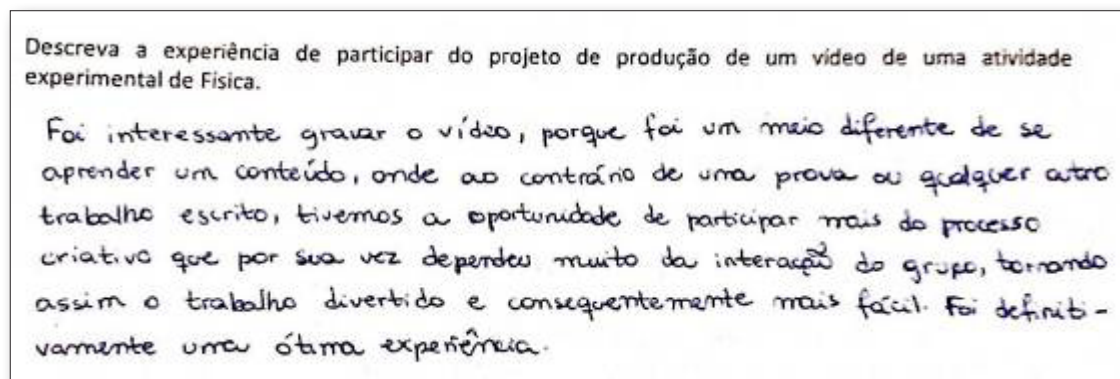 Descreva a experiência de participar do projeto de produção de um vídeo de uma atividade
experimental de Física.
Foi interessante gravar o vídeo, porque foi um meio diferente de se
aprender um conteúdo, onde ao contrário de uma prova ou qualquer outro
trabalho escrito, tivemos a oportunidade de participar mais do processo
criativo que por sua vez dependeu muito da interação do grupo, tornando
assim o trabalho divertido e consequentemente mais fácil. Foi definiti-
vamente uma ótima experiência.